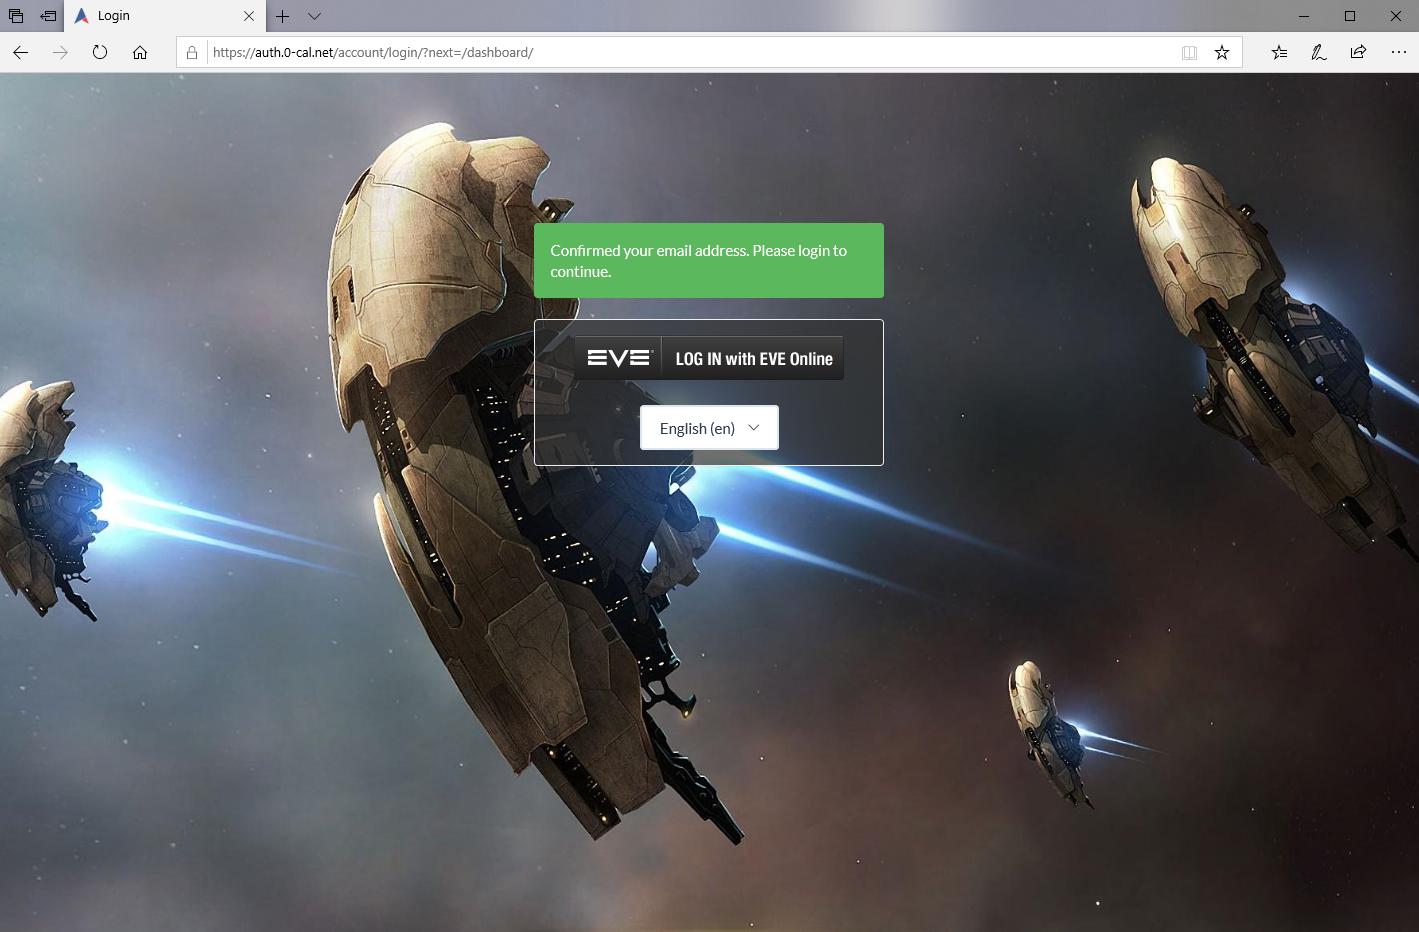 Login
https://auth.0-cal.net/account/login/?next=/dashboard/
Confirmed your email address. Please login to
continue.
EVE LOG IN with EVE Online
English (en)